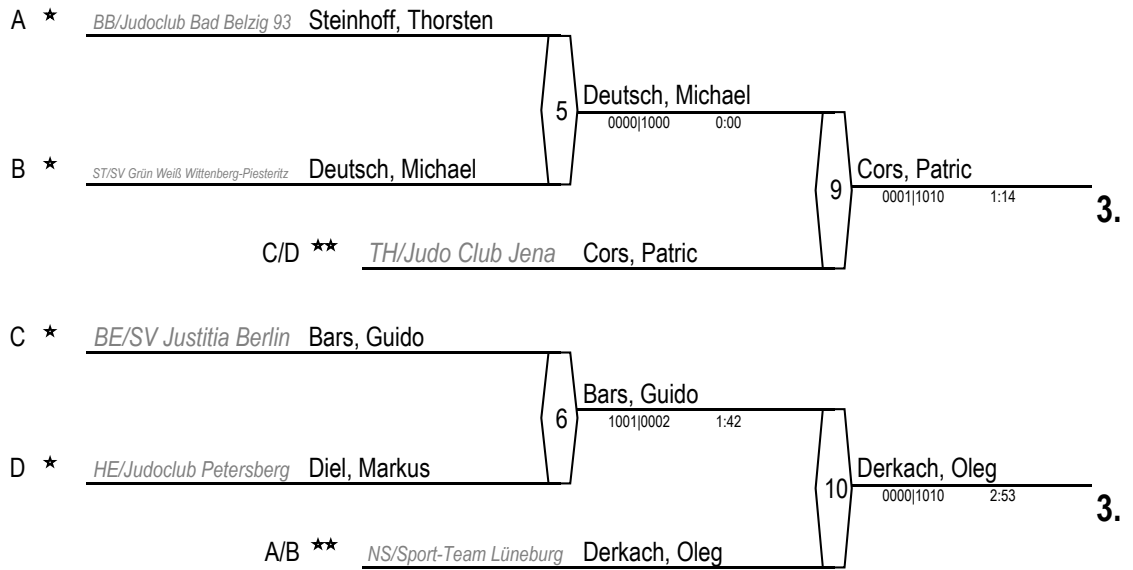 A ★ BB/Judoclub Bad Belzig 93 Steinhoff, Thorsten
5 Deutsch, Michael
0000|1000 0:00
B ★ ST/SV Grün Weiß Wittenberg-Piesteritz Deutsch, Michael
9 Cors, Patric
0001|1010 1:14
3.
C/D ★★ TH/Judo Club Jena Cors, Patric
C ★ BE/SV Justitia Berlin Bars, Guido
6 Bars, Guido
1001|0002 1:42
D ★ HE/Judoclub Petersberg Diel, Markus
10 Derkach, Oleg
0000|1010 2:53
3.
A/B ★★ NS/Sport-Team Lüneburg Derkach, Oleg